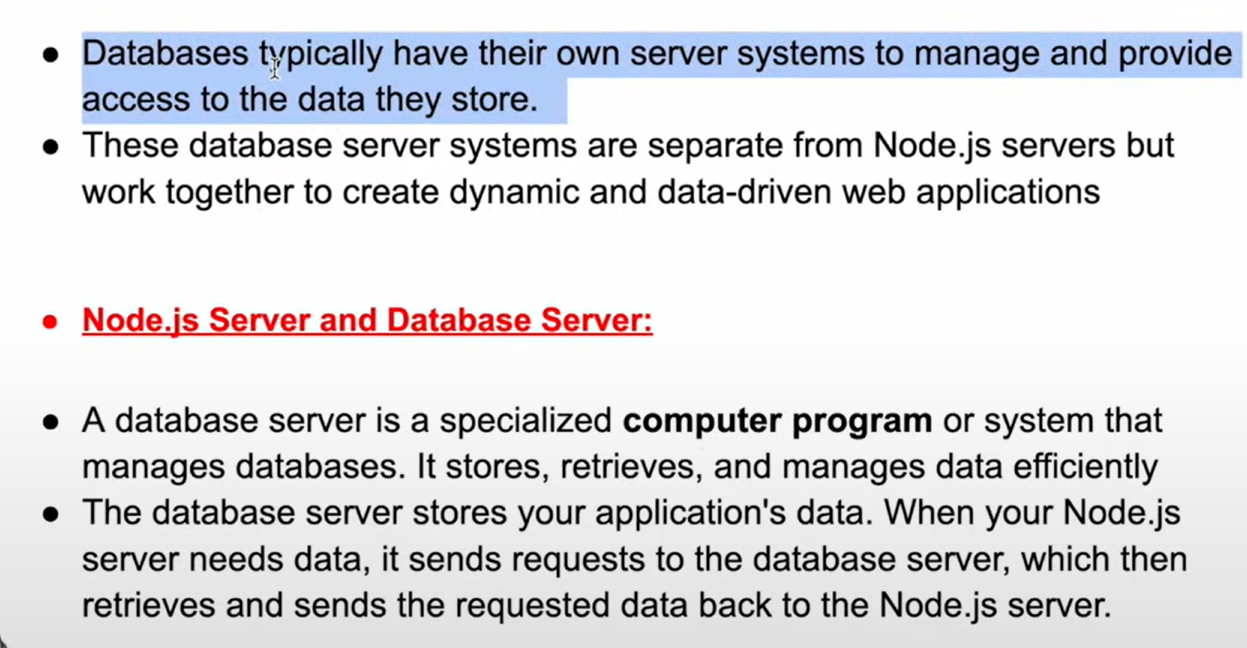 ● Databases typically have their own server systems to manage and provide
access to the data they store.
● These database server systems are separate from Node.js servers but
work together to create dynamic and data-driven web applications
● Node.js Server and Database Server:
● A database server is a specialized computer program or system that
manages databases. It stores, retrieves, and manages data efficiently
● The database server stores your application's data. When your Node.js
server needs data, it sends requests to the database server, which then
retrieves and sends the requested data back to the Node.js server.